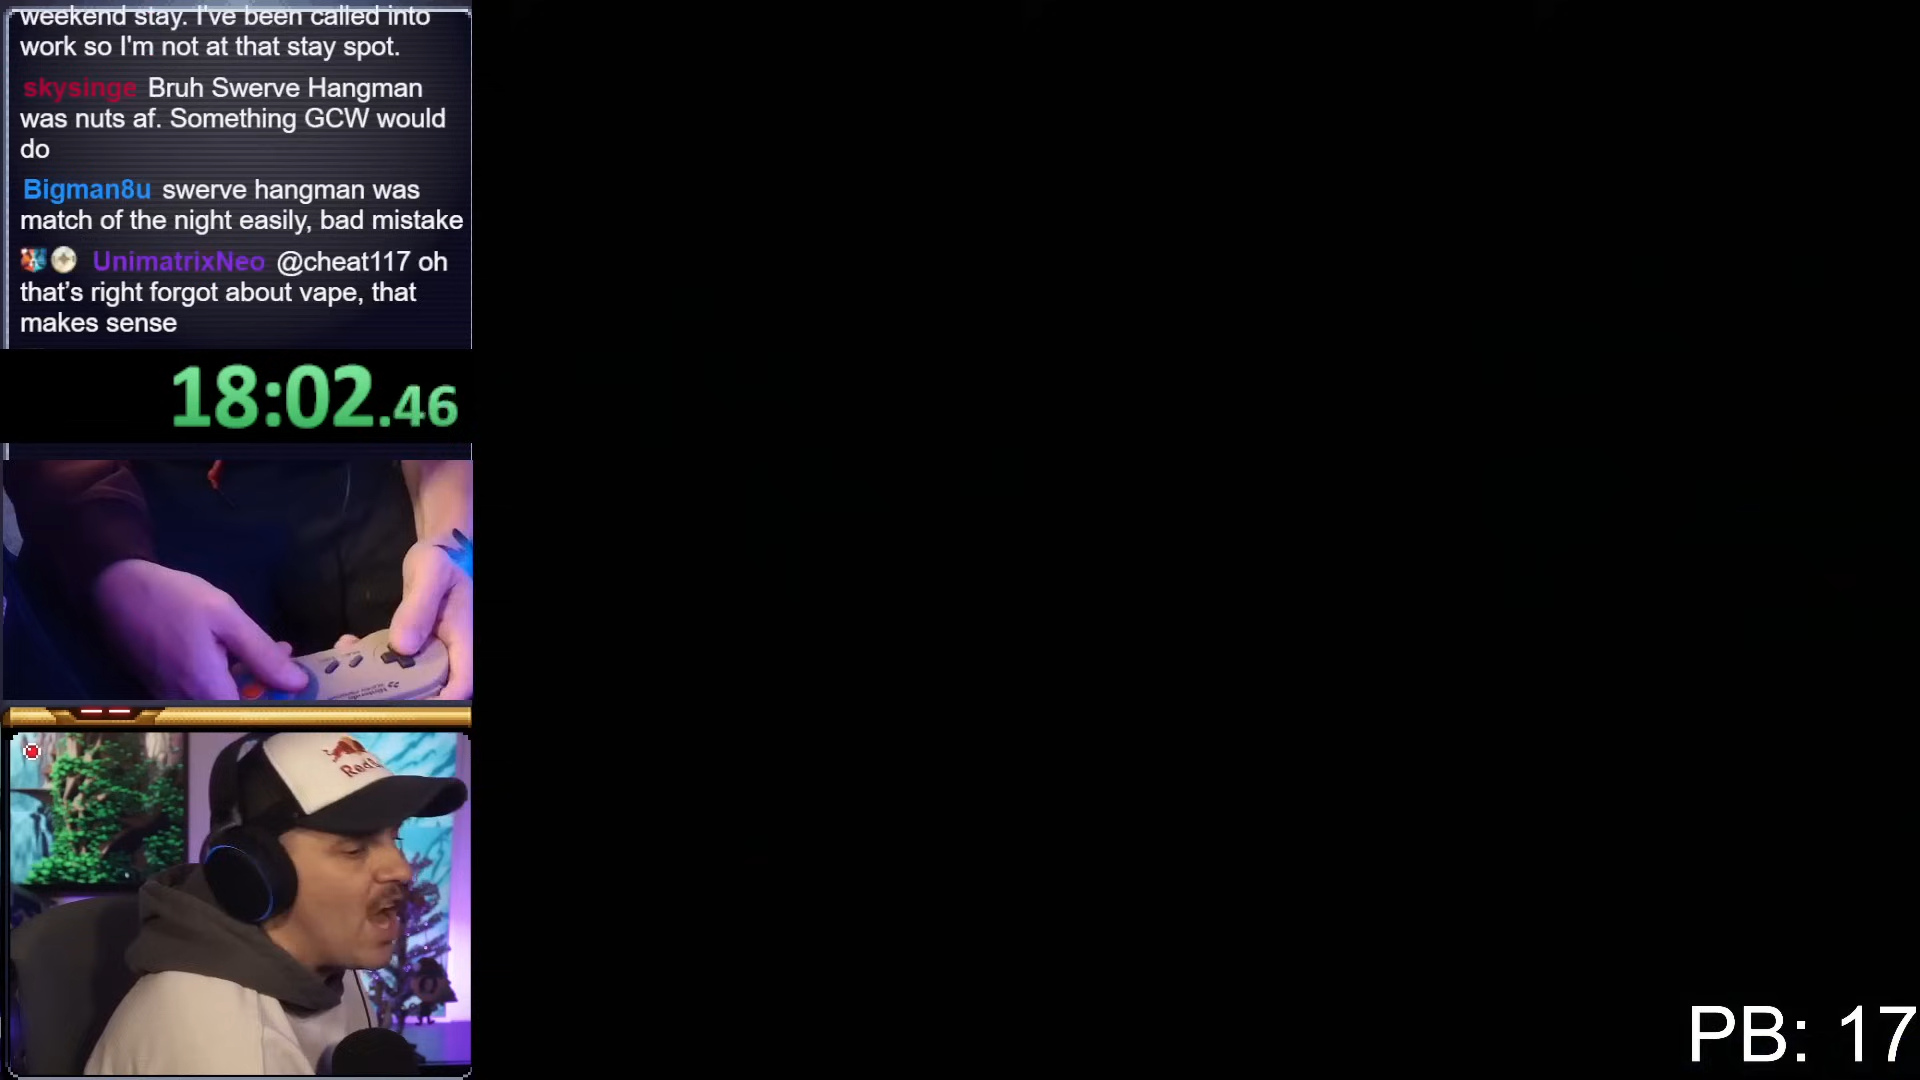 weekend stay. I've been called into
work so I'm not at that stay spot.
skysinge Bruh Swerve Hangman
was nuts af. Something GCW would
do
Bigman8u swerve hangman was
match of the night easily, bad mistake
UnimatrixNeo @cheat117 oh
that’s right forgot about vape, that
makes sense
18:02.46
PB: 17